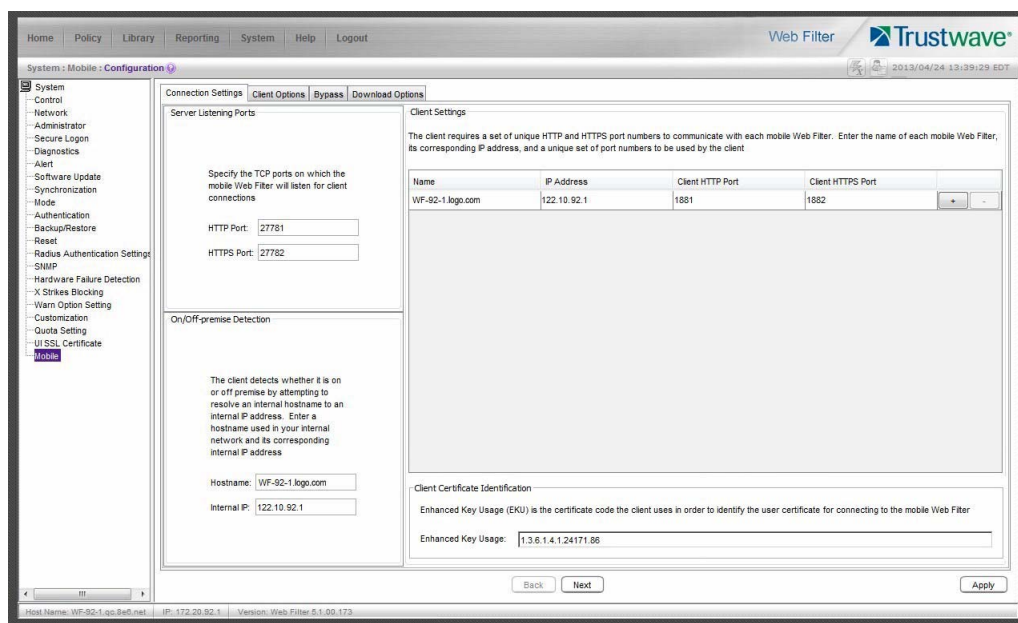 Home Policy Library Reporting System Help Logout
Web Filter
Trustwave®
System : Mobile : Configuration
2013/04/24 13:39:29 EDT
System
Control
Network
Administrator
Secure Logon
Diagnostics
Alert
Software Update
Synchronization
Mode
Authentication
Backup/Restore
Reset
Radius Authentication Settings
SNMP
Hardware Failure Detection
X Strikes Blocking
Warn Option Setting
Customization
Quota Setting
UI SSL Certificate
Mobile
Connection Settings Client Options Bypass Download Options
Server Listening Ports
Specify the TCP ports on which the
mobile Web Filter will listen for client
connections
HTTP Port: 27781
HTTPS Port: 27782
On/Off-premise Detection
The client detects whether it is on
or off premise by attempting to
resolve an internal hostname to an
internal IP address. Enter a
hostname used in your internal
network and its corresponding
internal IP address
Hostname: WF-92-1.logo.com
Internal IP: 122.10.92.1
Client Settings
The client requires a set of unique HTTP and HTTPS port numbers to communicate with each mobile Web Filter. Enter the name of each mobile Web Filter,
its corresponding IP address, and a unique set of port numbers to be used by the client
Name IP Address Client HTTP Port Client HTTPS Port
WF-92-1.logo.com 122.10.92.1 1881 1882 + -
Client Certificate Identification
Enhanced Key Usage (EKU) is the certificate code the client uses in order to identify the user certificate for connecting to the mobile Web Filter
Enhanced Key Usage: 1.3.6.1.4.1.24171.86
Back Next Apply
Host Name: WF-92-1.qc.8e6.net IP: 172.20.92.1 Version: Web Filter 5.1.00.173